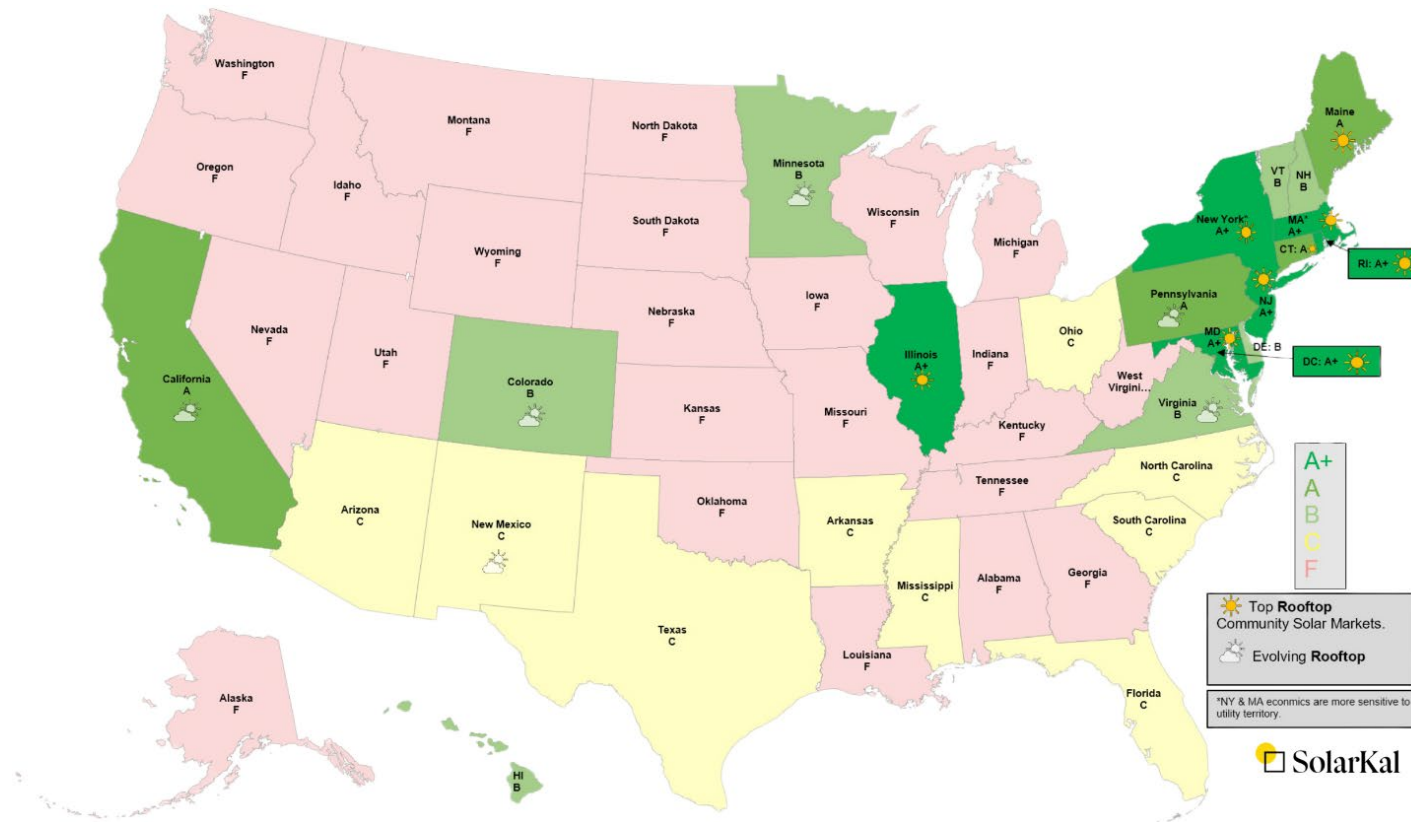 Washington
F
Montana
F
North Dakota
F
Minnesota
B
Maine
A
Oregon
F
Idaho
F
South Dakota
F
Wisconsin
F
Michigan
F
VT
B
NH
B
New York*
A+
MA*
A+
CT: A
RI: A+
Wyoming
F
Iowa
F
Nebraska
F
Pennsylvania
A
NJ
A+
Nevada
F
Utah
F
Colorado
B
Illinois
A+
Indiana
F
Ohio
C
MD
A+
DE: B
DC: A+
California
A
Kansas
F
Missouri
F
West
Virgini...
Virginia
B
Kentucky
F
Arizona
C
New Mexico
C
Oklahoma
F
Arkansas
C
Tennessee
F
North Carolina
C
South Carolina
C
Mississippi
C
Alabama
F
Georgia
F
Texas
C
Louisiana
F
Florida
C
Alaska
F
HI
B
A+
A
B
C
F
Top Rooftop
Community Solar Markets.
Evolving Rooftop
*NY & MA econmics are more sensitive to
utility territory.
SolarKal